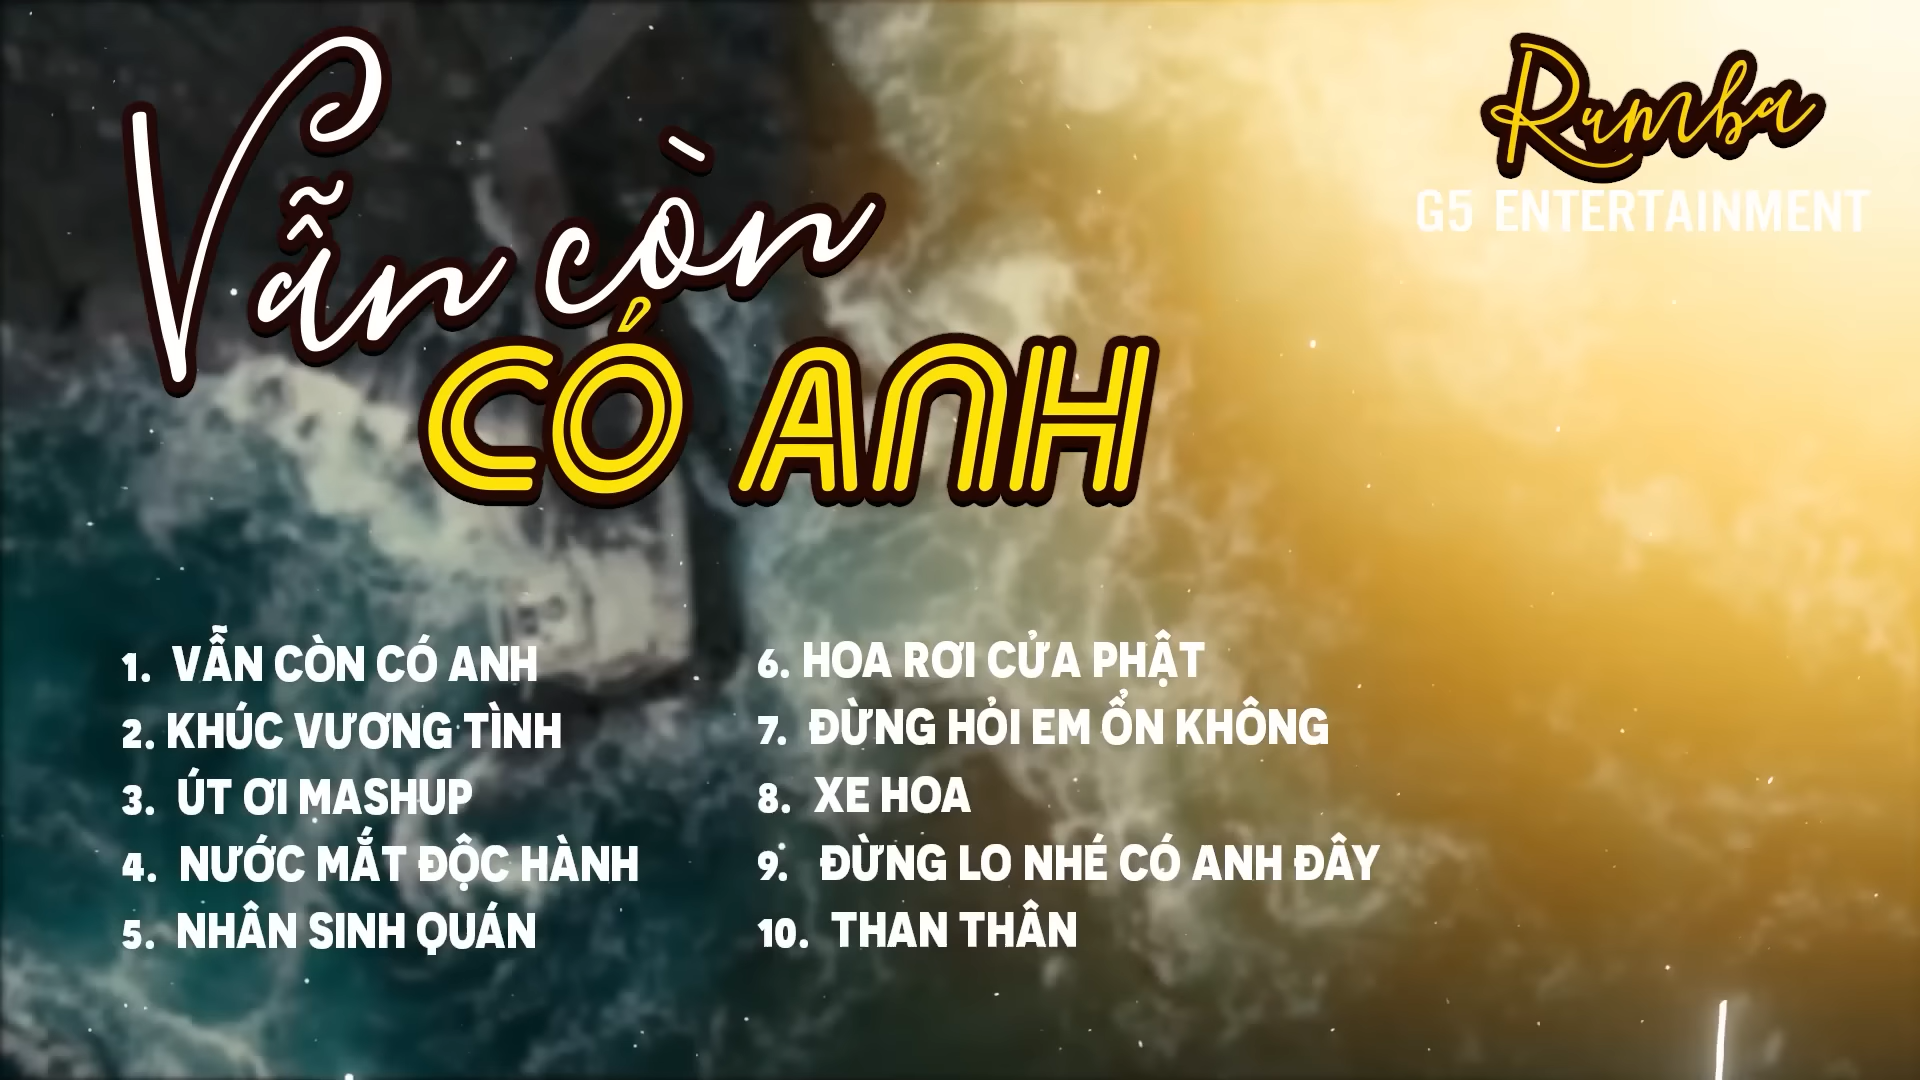 Vẫn còn
CÓ ANH
Rumba
G5 ENTERTAINMENT
1. VẪN CÒN CÓ ANH
2. KHÚC VƯƠNG TÌNH
3. ÚT ƠI MASHUP
4. NƯỚC MẮT ĐỘC HÀNH
5. NHÂN SINH QUÁN
6. HOA RƠI CỬA PHẬT
7. ĐỪNG HỎI EM ỔN KHÔNG
8. XE HOA
9. ĐỪNG LO NHÉ CÓ ANH ĐÂY
10. THAN THÂN